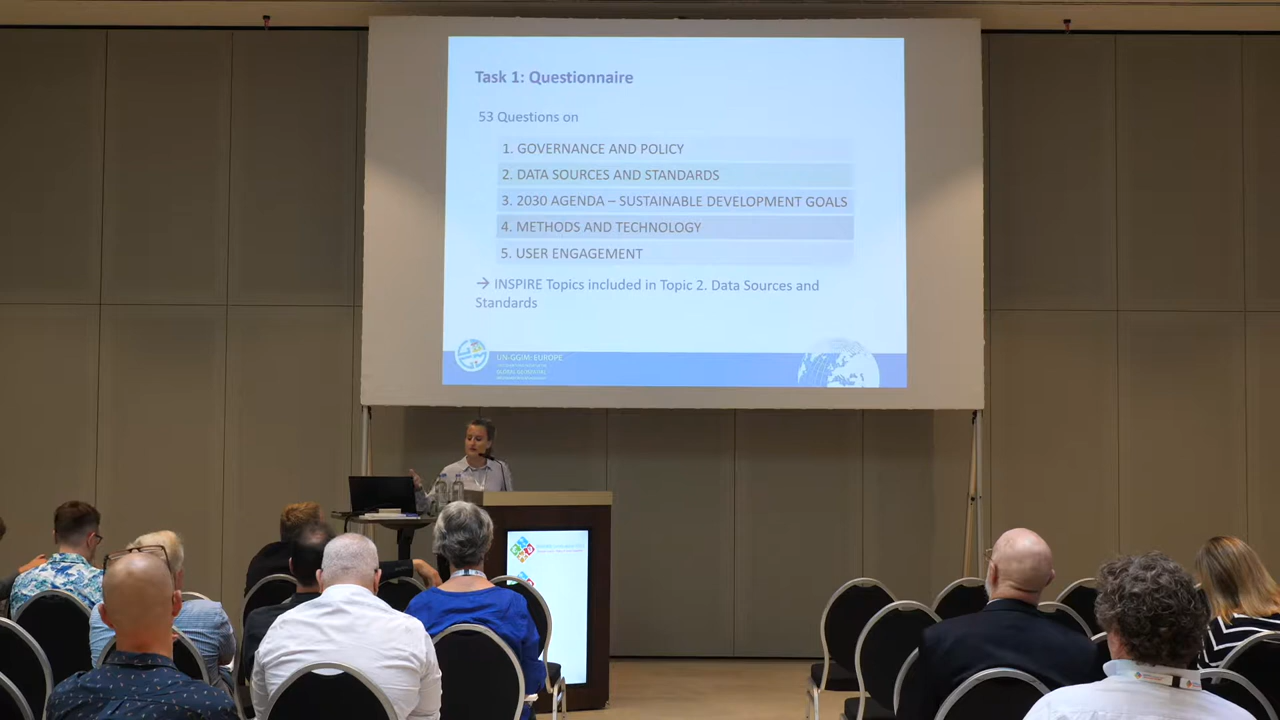 Task 1: Questionnaire
53 Questions on
1. GOVERNANCE AND POLICY
2. DATA SOURCES AND STANDARDS
3. 2030 AGENDA – SUSTAINABLE DEVELOPMENT GOALS
4. METHODS AND TECHNOLOGY
5. USER ENGAGEMENT
→ INSPIRE Topics included in Topic 2. Data Sources and
Standards
UN-GGIM: EUROPE